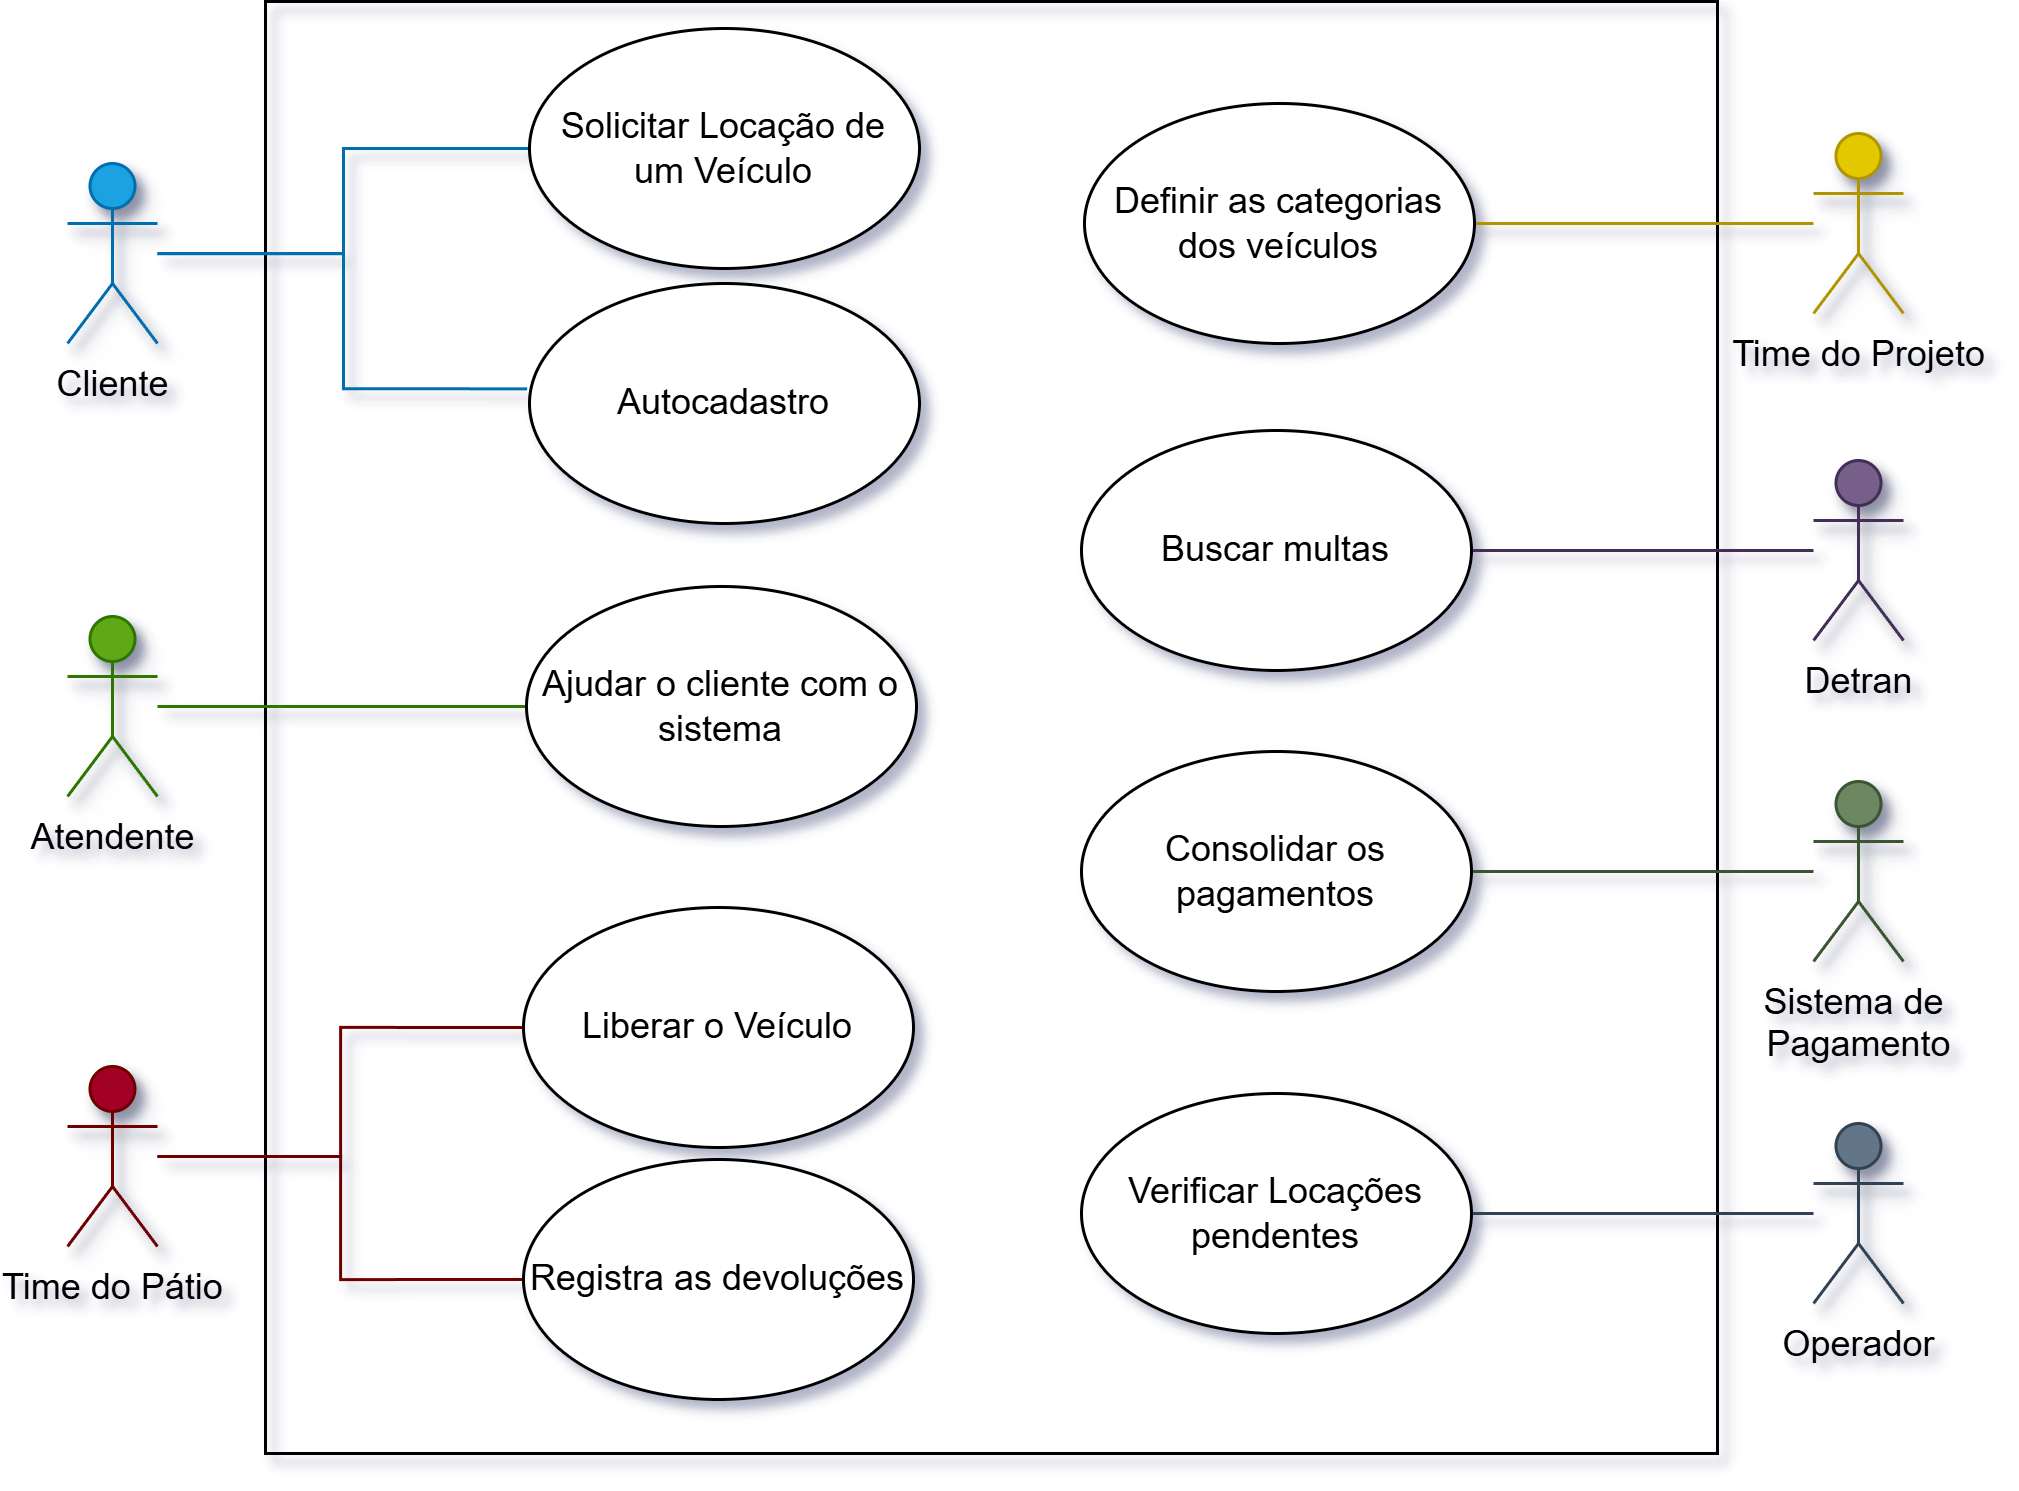 Solicitar Locação de
um Veículo
Definir as categorias
dos veículos
Cliente
Time do Projeto
Autocadastro
Buscar multas
Detran
Ajudar o cliente com o
sistema
Atendente
Consolidar os
pagamentos
Sistema de
Pagamento
Liberar o Veículo
Verificar Locações
pendentes
Time do Pátio
Registra as devoluções
Operador